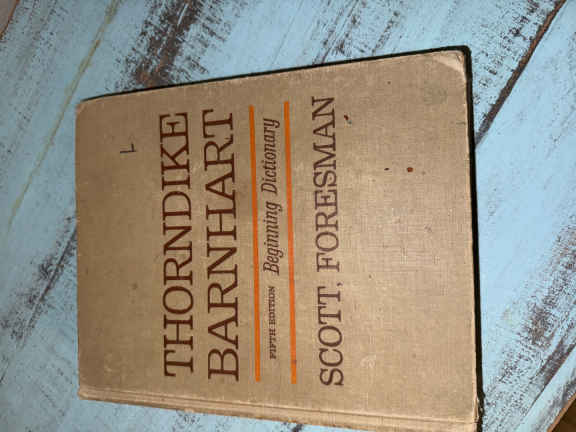 L
THORNDIKE
BARNHART
FIFTH EDITION Beginning Dictionary
SCOTT, FORESMAN